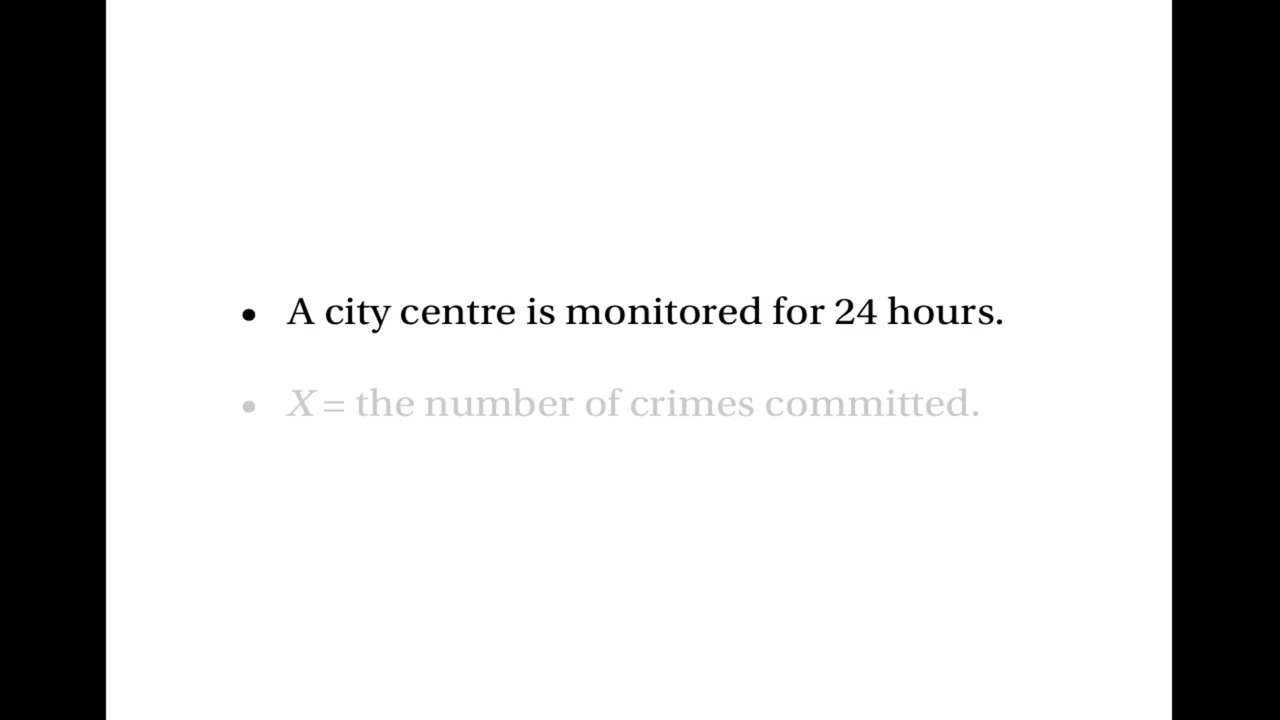 • A city centre is monitored for 24 hours.
• X = the number of crimes committed.